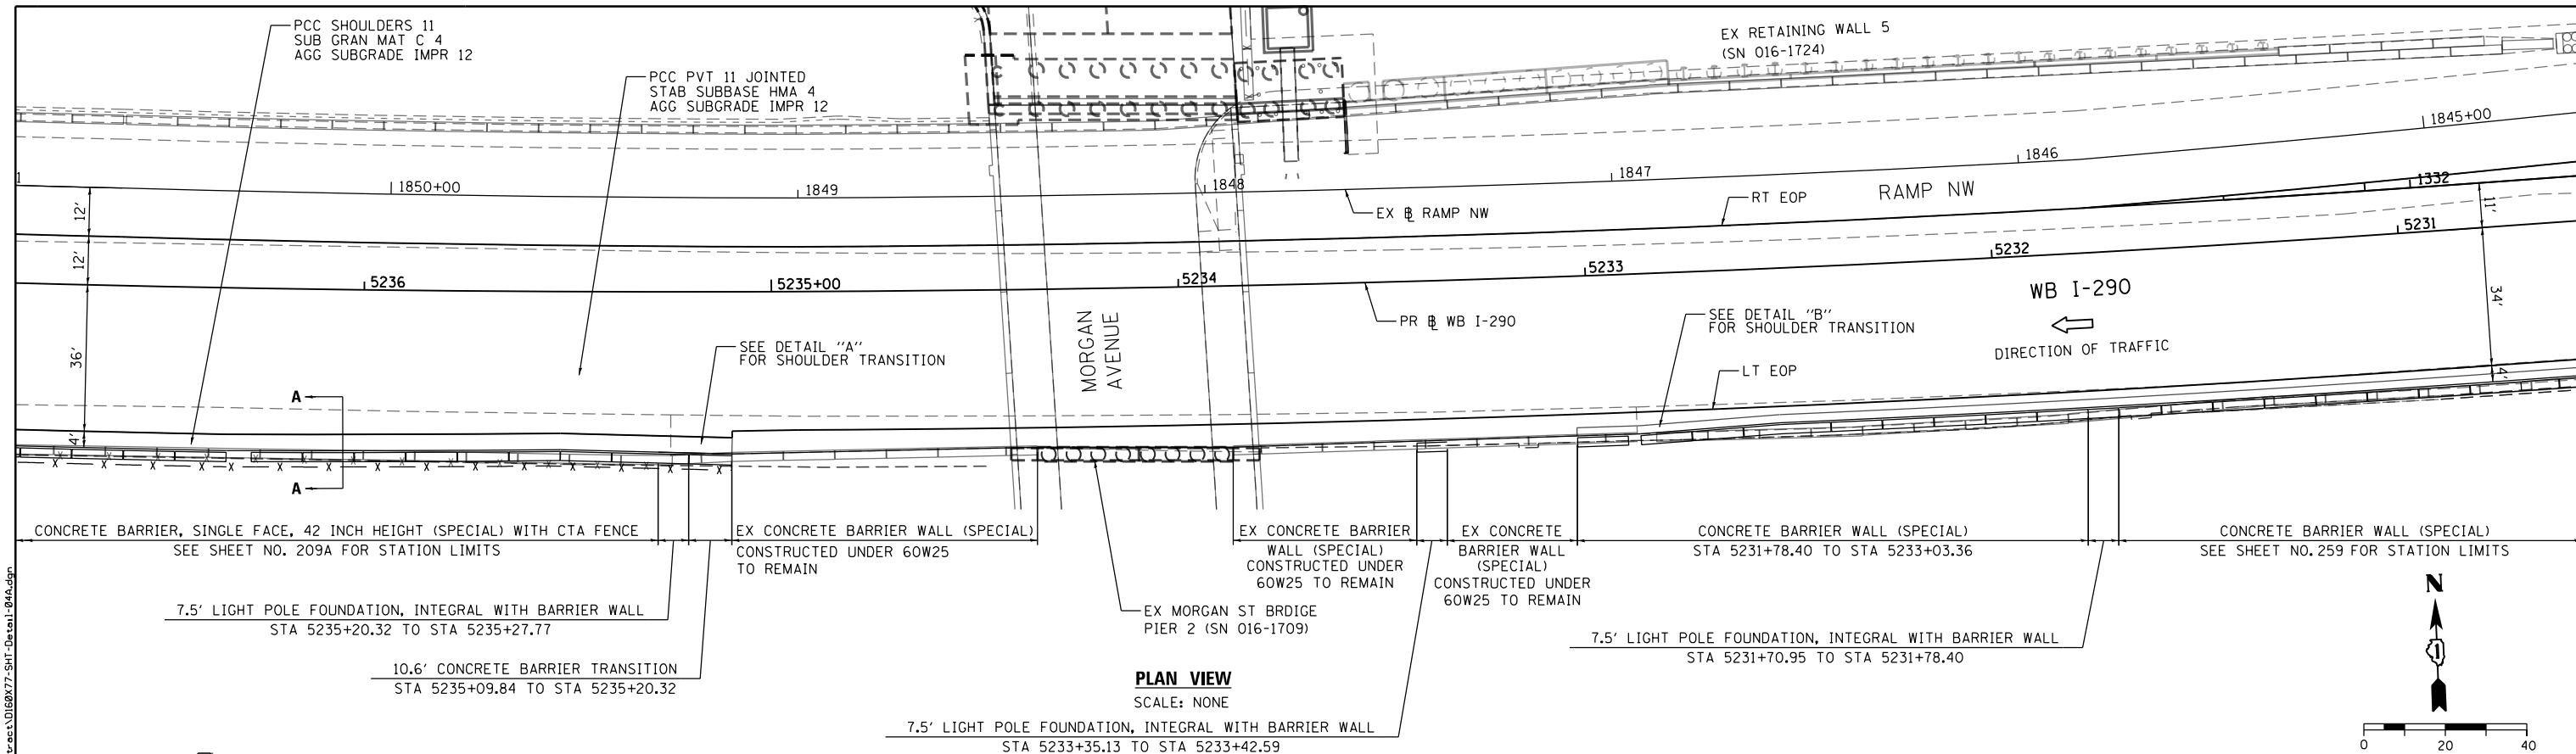 PCC SHOULDERS 11
SUB GRAN MAT C 4
AGG SUBGRADE IMPR 12
PCC PVT 11 JOINTED
STAB SUBBASE HMA 4
AGG SUBGRADE IMPR 12
EX RETAINING WALL 5
(SN 016-1724)
1850+00
1849
1848
1847
1846
1845+00
1
12'
12'
36'
4'
EX ⅊ RAMP NW
RT EOP
RAMP NW
1332
11'
5236
5235+00
5234
5233
5232
5231
MORGAN
AVENUE
PR ⅊ WB I-290
WB I-290
DIRECTION OF TRAFFIC
34'
4'
SEE DETAIL "A"
FOR SHOULDER TRANSITION
SEE DETAIL "B"
FOR SHOULDER TRANSITION
LT EOP
A
A
CONCRETE BARRIER, SINGLE FACE, 42 INCH HEIGHT (SPECIAL) WITH CTA FENCE
SEE SHEET NO. 209A FOR STATION LIMITS
EX CONCRETE BARRIER WALL (SPECIAL)
CONSTRUCTED UNDER 60W25
TO REMAIN
EX CONCRETE BARRIER
WALL (SPECIAL)
CONSTRUCTED UNDER
60W25 TO REMAIN
EX CONCRETE
BARRIER WALL
(SPECIAL)
CONSTRUCTED UNDER
60W25 TO REMAIN
CONCRETE BARRIER WALL (SPECIAL)
STA 5231+78.40 TO STA 5233+03.36
CONCRETE BARRIER WALL (SPECIAL)
SEE SHEET NO. 259 FOR STATION LIMITS
7.5' LIGHT POLE FOUNDATION, INTEGRAL WITH BARRIER WALL
STA 5235+20.32 TO STA 5235+27.77
10.6' CONCRETE BARRIER TRANSITION
STA 5235+09.84 TO STA 5235+20.32
EX MORGAN ST BRDIGE
PIER 2 (SN 016-1709)
7.5' LIGHT POLE FOUNDATION, INTEGRAL WITH BARRIER WALL
STA 5231+70.95 TO STA 5231+78.40
PLAN VIEW
SCALE: NONE
7.5' LIGHT POLE FOUNDATION, INTEGRAL WITH BARRIER WALL
STA 5233+35.13 TO STA 5233+42.59
N
1
0 20 40
tract\D160X77-SHT-Detail-04A.dgn